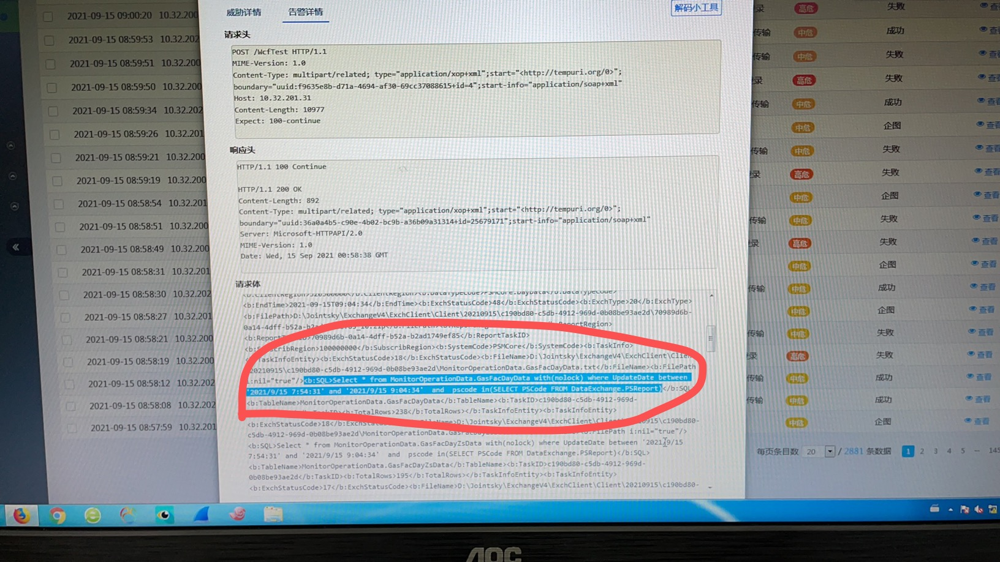 威胁详情 告警详情 解码小工具
请求头
POST /WcfTest HTTP/1.1
MIME-Version: 1.0
Content-Type: multipart/related; type="application/xop+xml";start="<http://tempuri.org/0>";
boundary="uuid:f9635e8b-d71a-4694-af30-69cc37088615+id=4";start-info="application/soap+xml"
Host: 10.32.201.31
Content-Length: 10977
Expect: 100-continue
响应头
HTTP/1.1 100 Continue
HTTP/1.1 200 OK
Content-Length: 892
Content-Type: multipart/related; type="application/xop+xml";start="<http://tempuri.org/0>";
boundary="uuid:36a0a4b5-c90e-4b02-bc9b-a36b09a31314+id=25679171";start-info="application/soap+xml"
Server: Microsoft-HTTPAPI/2.0
MIME-Version: 1.0
Date: Wed, 15 Sep 2021 00:58:38 GMT
请求体
<b:EndTime>2021-09-15T09:04:34</b:EndTime><b:ExchStatusCode>48</b:ExchStatusCode><b:ExchType>20</b:ExchType>
<b:FilePath>D:\Jointsky\ExchangeV4\ExchClient\Client\20210915\c190bd80-c5db-4912-969d-0b08be93ae2d\70989d6b-
0a14-4dff-b52a-
70989d6b-0a14-4dff-b52a-b2ad1749ef85</b:ReportTaskID>
100000000</b:SubscribRegion><b:SystemCode>PSMCore</b:SystemCode><b:TaskInfo>
TaskInfoEntity><b:ExchStatusCode>18</b:ExchStatusCode><b:FileName>D:\Jointsky\ExchangeV4\ExchClient\Clien
20210915\c190bd80-c5db-4912-969d-0b08be93ae2d\MonitorOperationData.GasFacDayData.txt</b:FileName><b:FilePath
i:nil="true"/><b:SQL>Select * from MonitorOperationData.GasFacDayData with(nolock) where UpdateDate between
'2021/9/15 7:54:31' and '2021/9/15 9:04:34' and pscode in(SELECT PSCode FROM DataExchange.PSReport)</b:SQL
<b:TableName>MonitorOperationData.GasFacDayData</b:TableName><b:TaskID>c190bd80-c5db-4912-969d-
<b:TotalRows>238</b:TotalRows></b:TaskInfoEntity><b:TaskInfoEntity>
<b:ExchStatusCode>18</b:
c5db-4912-969d-0b08be93ae2d\MonitorOperationData. i:nil="true"/>
<b:SQL>Select * from MonitorOperationData.GasFacDayZsData with(nolock) where UpdateDate between '2021/9/15
7:54:31' and '2021/9/15 9:04:34' and pscode in(SELECT PSCode FROM DataExchange.PSReport)</b:SQL>
<b:TableName>MonitorOperationData.GasFacDayZsData</b:TableName><b:TaskID>c190bd80-c5db-4912-969d-
0b08be93ae2d</b:TaskID><b:TotalRows>195</b:TotalRows></b:TaskInfoEntity><b:TaskInfoEntity>
<b:ExchStatusCode>17</b:ExchStatusCode><b:FileName>D:\Jointsky\ExchangeV4\ExchClient\Client\20210915\c190bd80-
2021-09-15 09:00:20 10.32.200 录 高危 失败 查
2021-09-15 08:59:53 10.32.202 传输 中危 成功 查
2021-09-15 08:59:51 10.32.200 传输 中危 失败 查
2021-09-15 08:59:50 10.32.200 录 高危 失败 查
2021-09-15 08:59:34 10.32.202 传输 中危 成功 查
2021-09-15 08:59:26 10.32.201 中危 企图 查看
2021-09-15 08:59:21 10.32.200 传输 中危 失败 查看
2021-09-15 08:59:19 10.32.200 录 高危 失败 查看
2021-09-15 08:58:54 10.32.201 中危 企图 查看
2021-09-15 08:58:51 10.32.200 传输 中危 失败 查看
2021-09-15 08:58:49 10.32.200 录 高危 失败 查看
2021-09-15 08:58:31 10.32.201 中危 企图 查看
2021-09-15 08:58:30 10.32.202 传输 中危 成功 查看
2021-09-15 08:58:27 10.32.201 中危 企图 查看
2021-09-15 08:58:21 10.32.200 传输 中危 失败 查看
2021-09-15 08:58:19 10.32.200 录 高危 失败 查看
2021-09-15 08:58:12 10.32.202 传输 中危 成功 查看
2021-09-15 08:58:08 10.32.202 传输 中危 成功 查看
2021-09-15 08:57:59 10.32.201 中危 企图 查看
每页条目数 20 / 2881 条数据 1 2 3 4 5 145
AOC